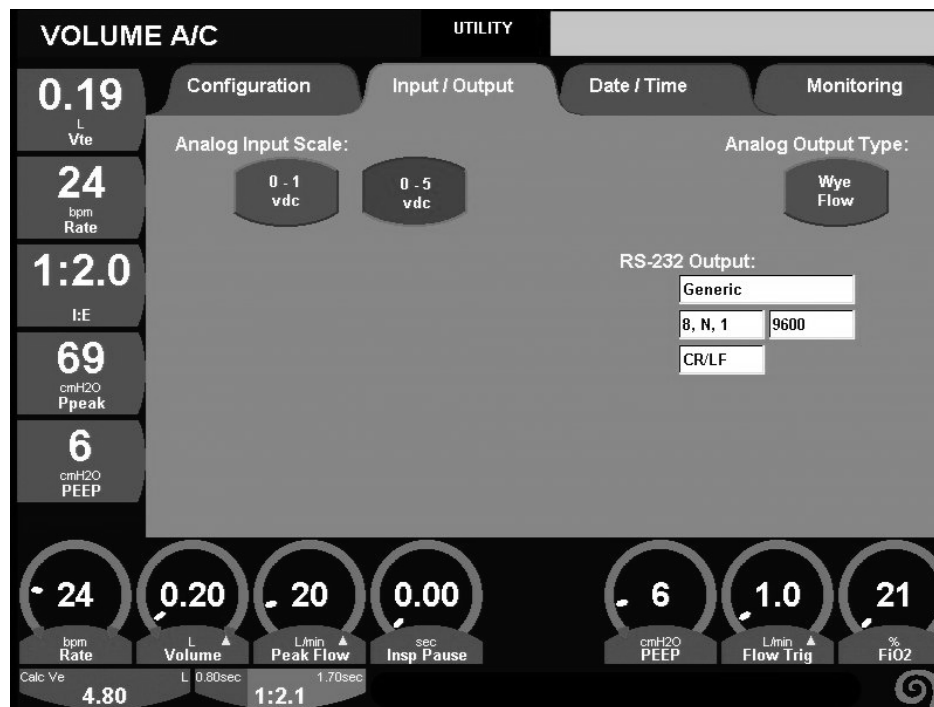 VOLUME A/C
UTILITY
Configuration
Input / Output
Date / Time
Monitoring
0.19
L
Vte
24
bpm
Rate
1:2.0
I:E
69
cmH2O
Ppeak
6
cmH2O
PEEP
Analog Input Scale:
0 - 1
vdc
0 - 5
vdc
Analog Output Type:
Wye
Flow
RS-232 Output:
Generic
8, N, 1
9600
CR/LF
24
bpm
Rate
0.20
L
Volume
20
L/min
Peak Flow
0.00
sec
Insp Pause
6
cmH2O
PEEP
1.0
L/min
Flow Trig
21
%
FiO2
Calc Ve
L
4.80
0.80sec
1.70sec
1:2.1